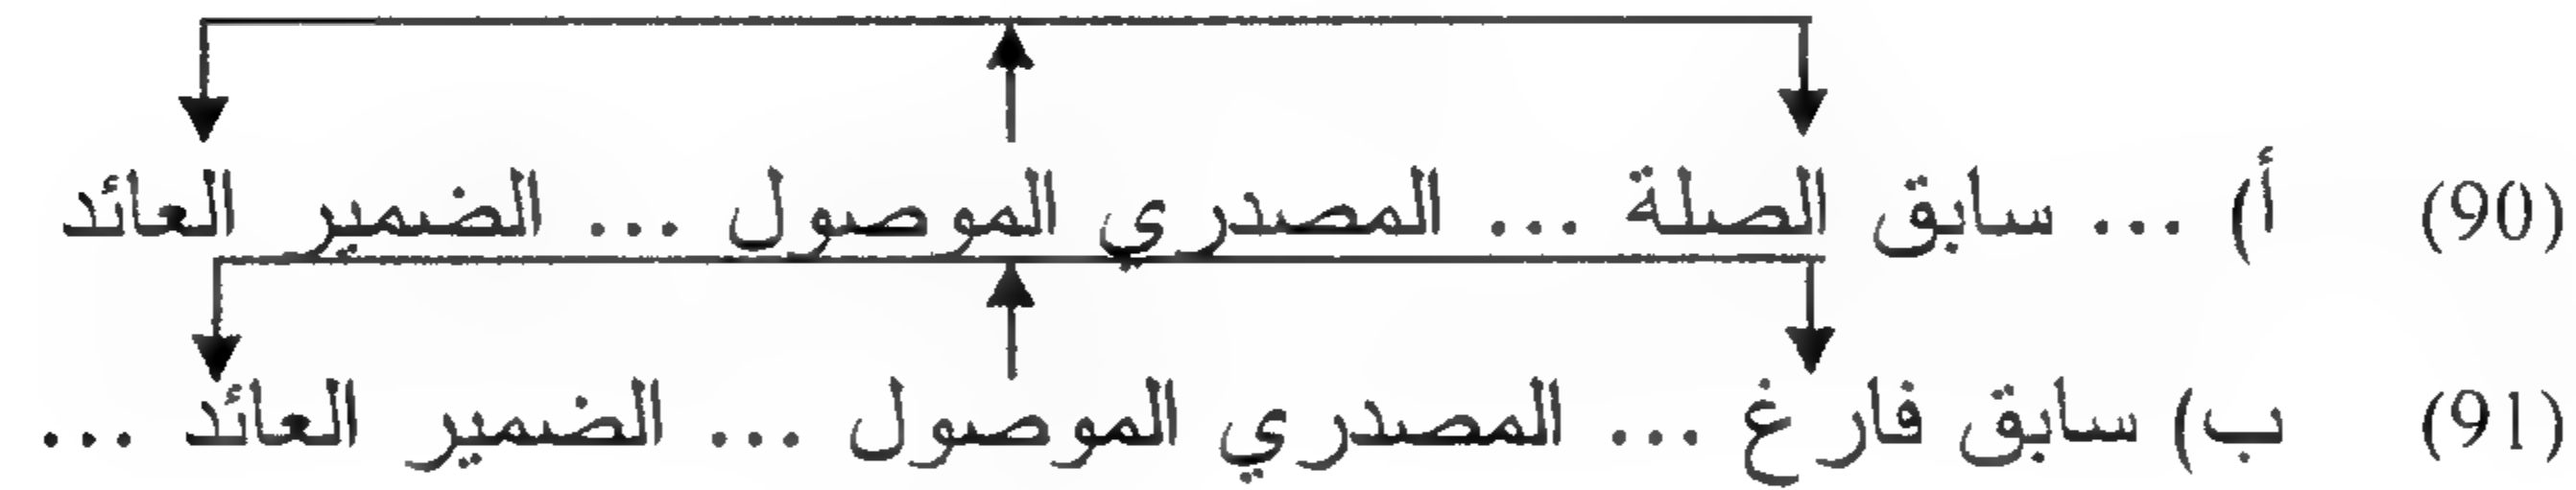 (90) أ) ... سابق الصلة ... المصدري الموصول ... الضمير العائد
(91) ب) سابق فارغ ... المصدري الموصول ... الضمير العائد ...